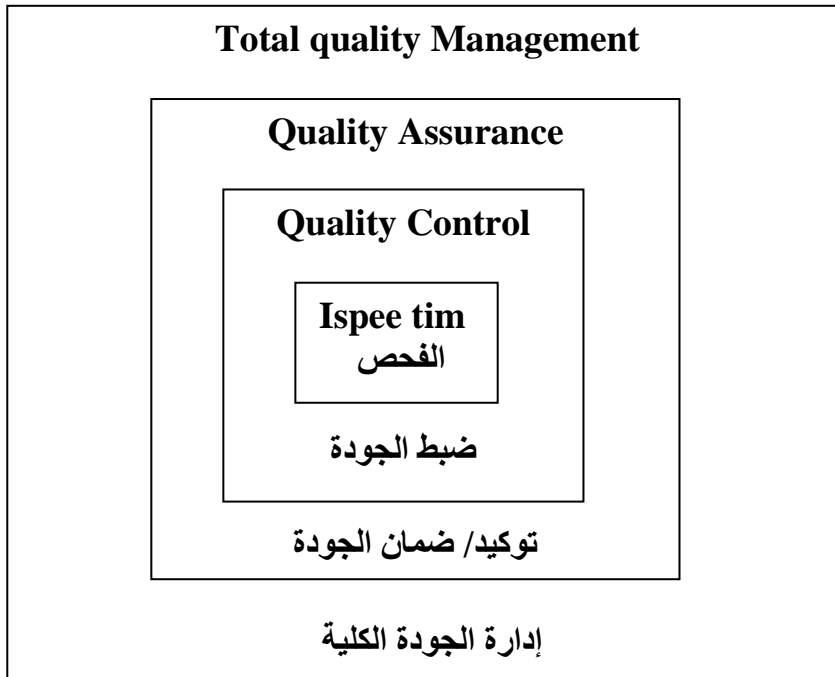 Total quality Management
Quality Assurance
Quality Control
Ispee tim
الفحص
ضبط الجودة
توكيد/ ضمان الجودة
إدارة الجودة الكلية